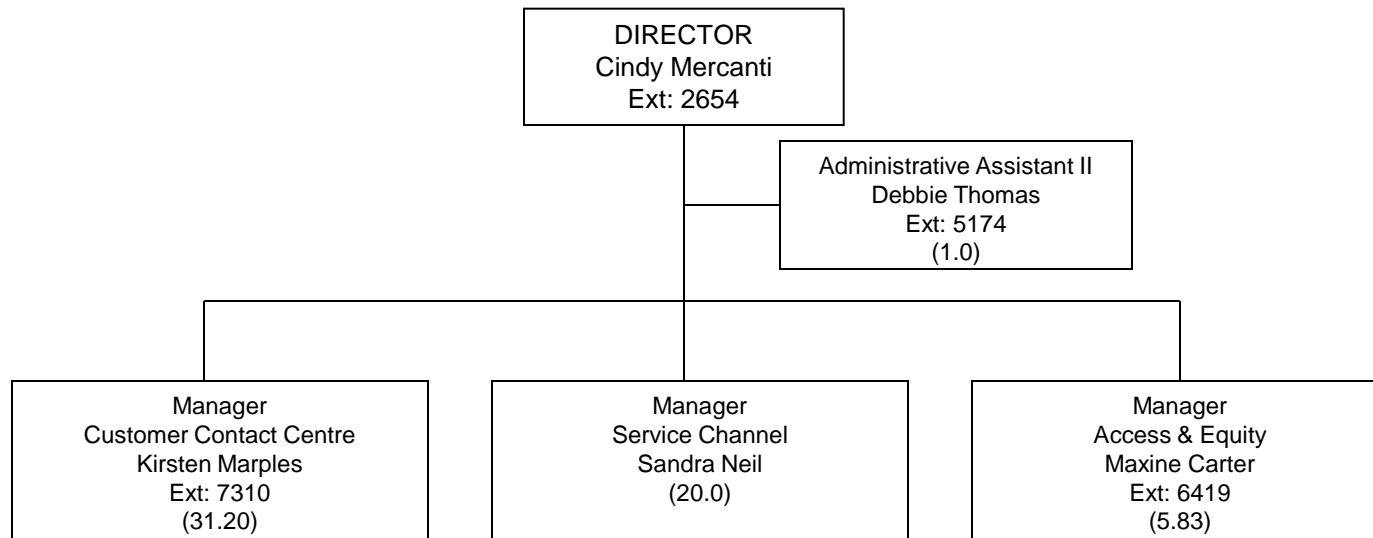 DIRECTOR
Cindy Mercanti
Ext: 2654
Administrative Assistant II
Debbie Thomas
Ext: 5174
(1.0)
Manager
Customer Contact Centre
Kirsten Marples
Ext: 7310
(31.20)
Manager
Service Channel
Sandra Neil
(20.0)
Manager
Access & Equity
Maxine Carter
Ext: 6419
(5.83)